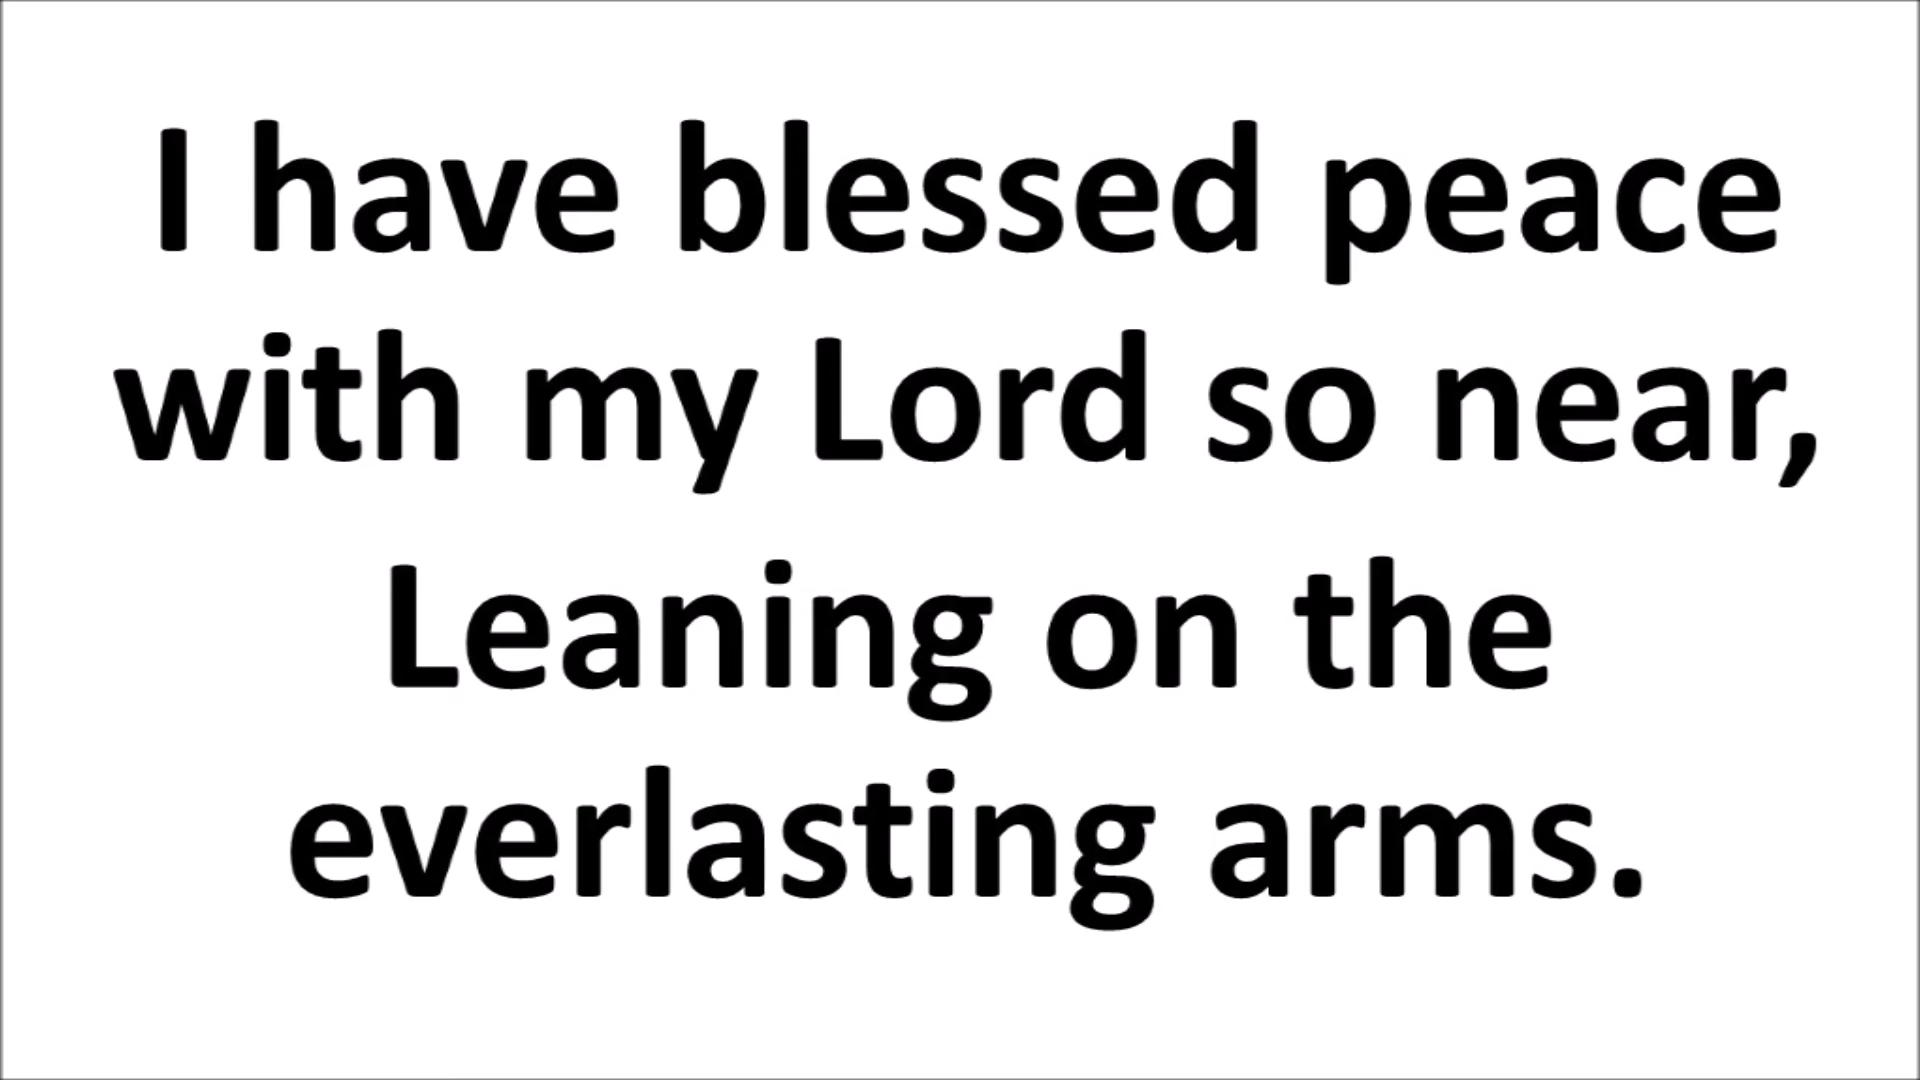 I have blessed peace
with my Lord so near,
Leaning on the
everlasting arms.